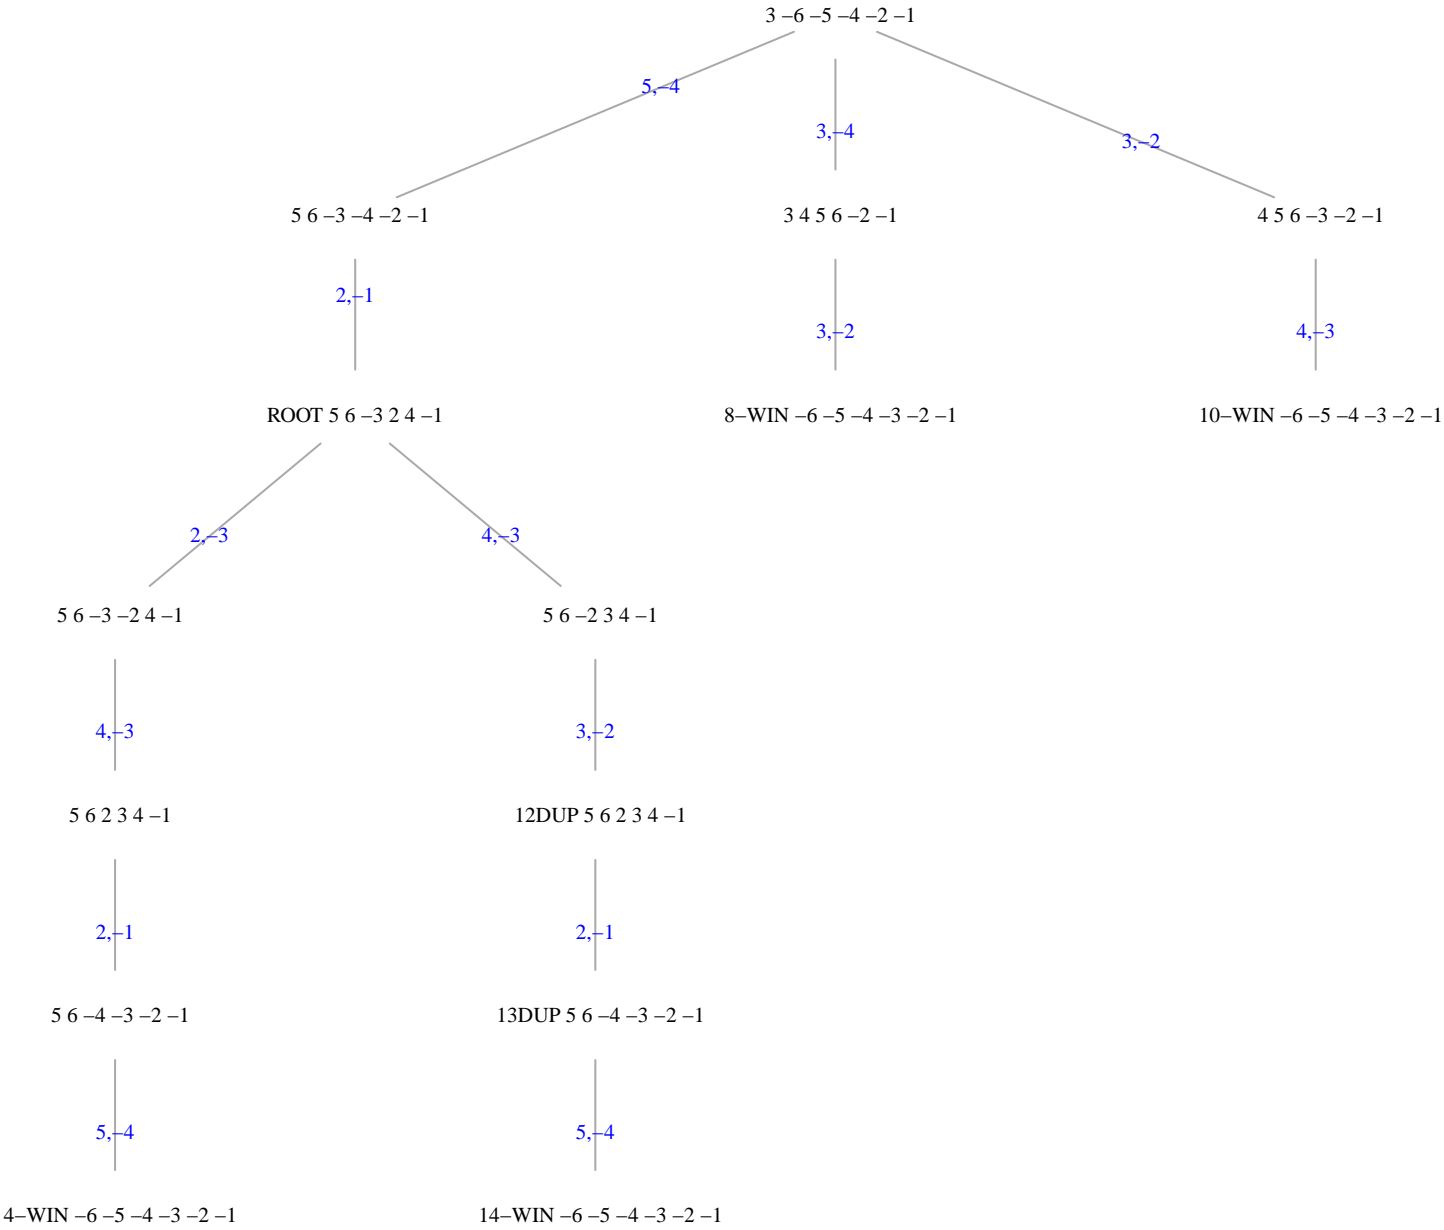 3 –6 –5 –4 –2 –1
5,–4
3,–4
3,–2
5 6 –3 –4 –2 –1
3 4 5 6 –2 –1
4 5 6 –3 –2 –1
2,–1
3,–2
4,–3
ROOT 5 6 –3 2 4 –1
8–WIN –6 –5 –4 –3 –2 –1
10–WIN –6 –5 –4 –3 –2 –1
2,–3
4,–3
5 6 –3 –2 4 –1
5 6 –2 3 4 –1
4,–3
3,–2
5 6 2 3 4 –1
12DUP 5 6 2 3 4 –1
2,–1
2,–1
5 6 –4 –3 –2 –1
13DUP 5 6 –4 –3 –2 –1
5,–4
5,–4
4–WIN –6 –5 –4 –3 –2 –1
14–WIN –6 –5 –4 –3 –2 –1